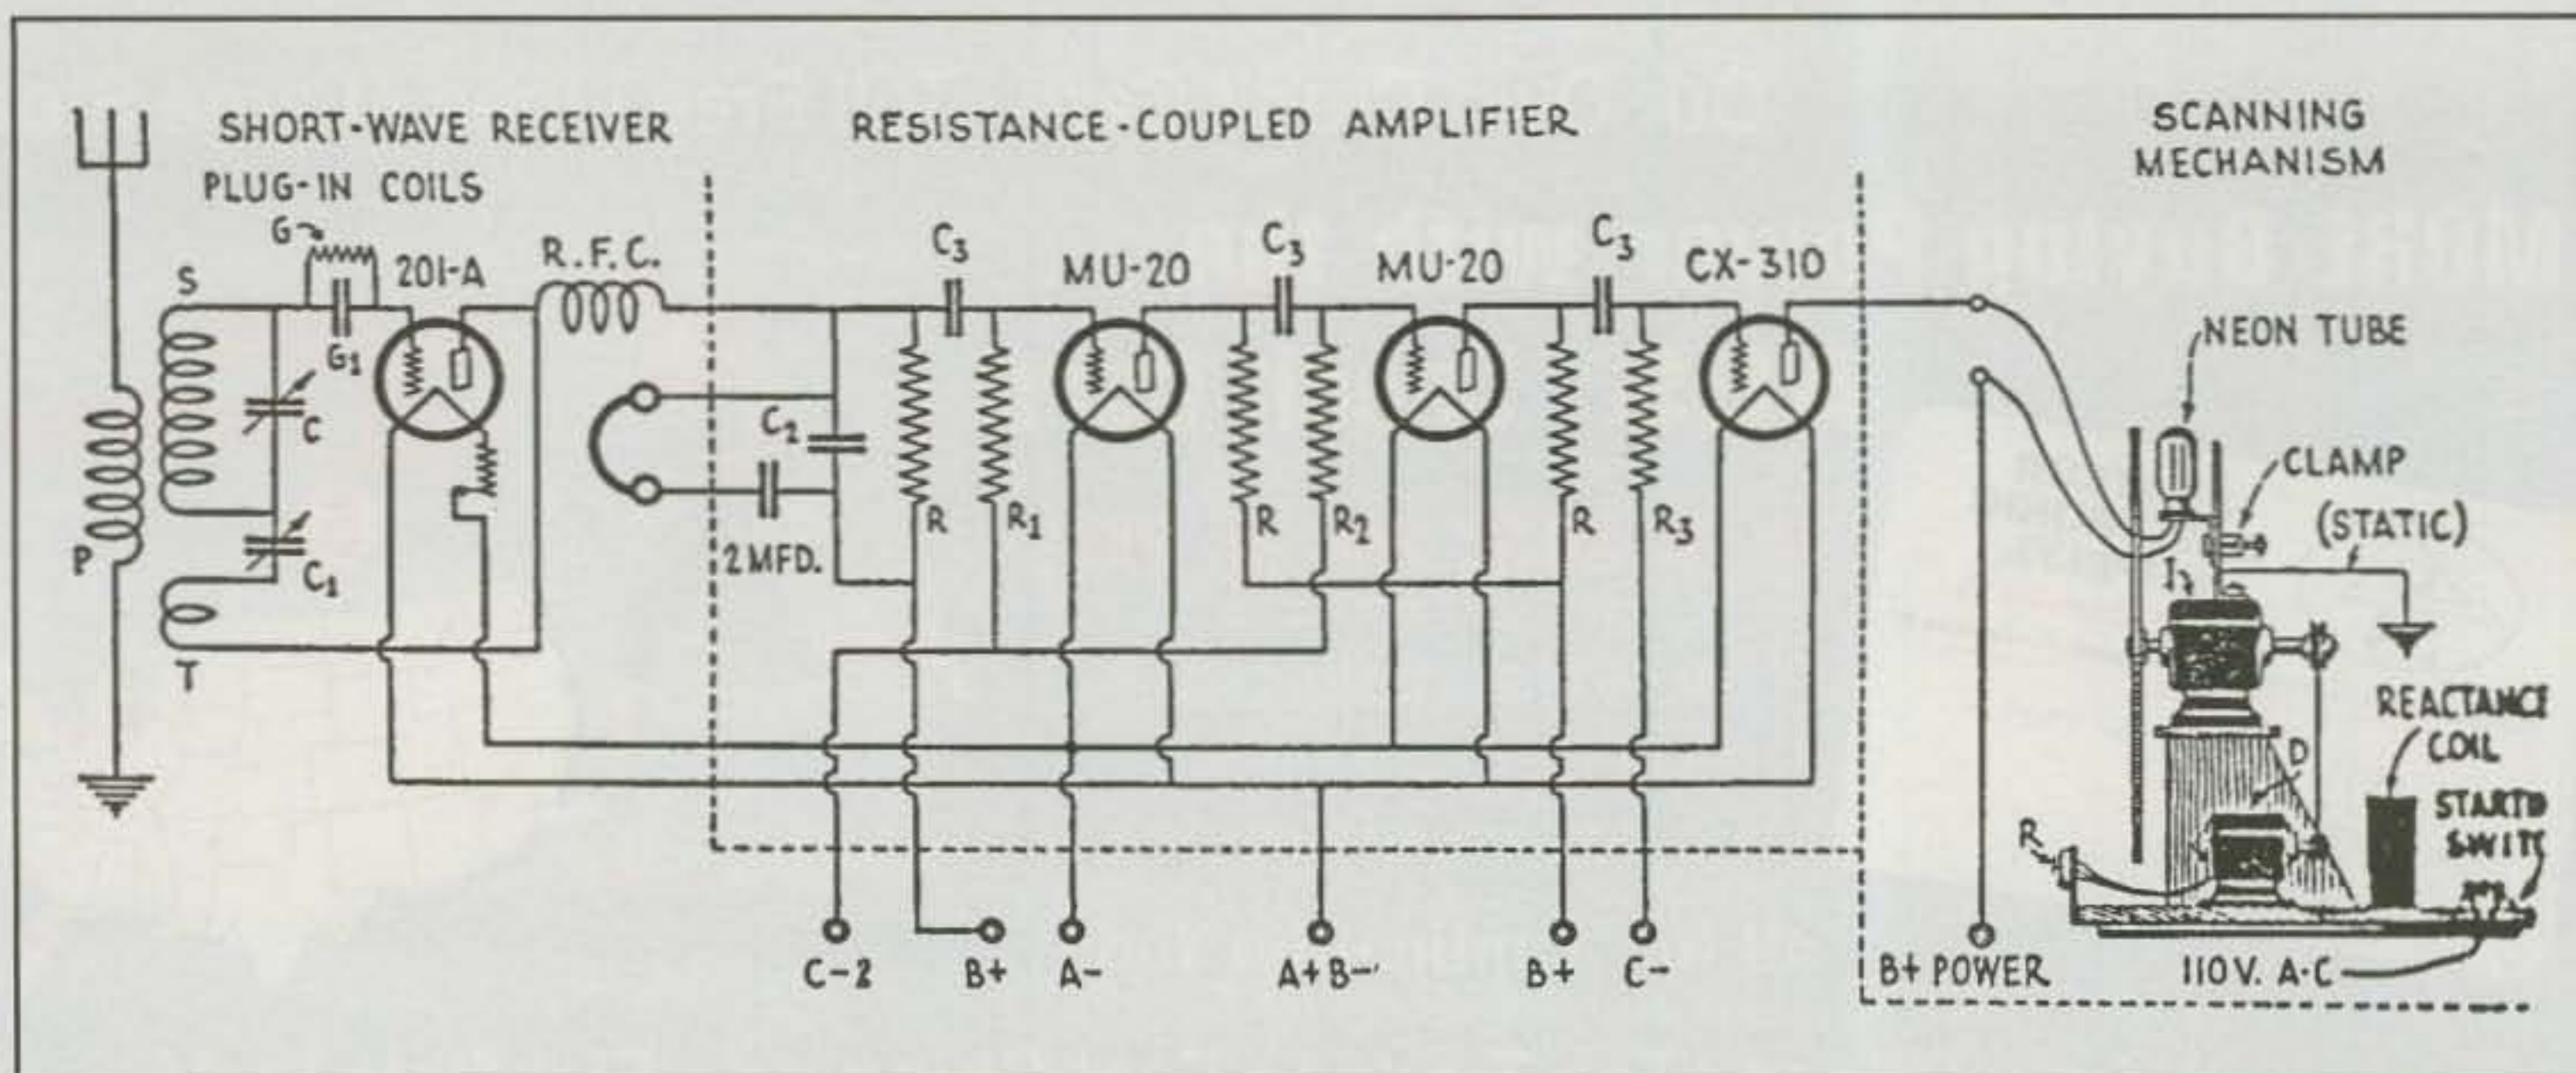 SHORT-WAVE RECEIVER
PLUG-IN COILS
RESISTANCE-COUPLED AMPLIFIER
SCANNING
MECHANISM
G
S
201-A
R.F.C.
G1
C
C1
P
T
C3
MU-20
C3
MU-20
C3
CX-310
C2
2 MFD.
R
R1
R
R2
R
R3
NEON TUBE
CLAMP
(STATIC)
I
REACTANCE
COIL
D
R
C-2
B+
A-
A+ B-
B+
C-
B+ POWER
110 V. A-C